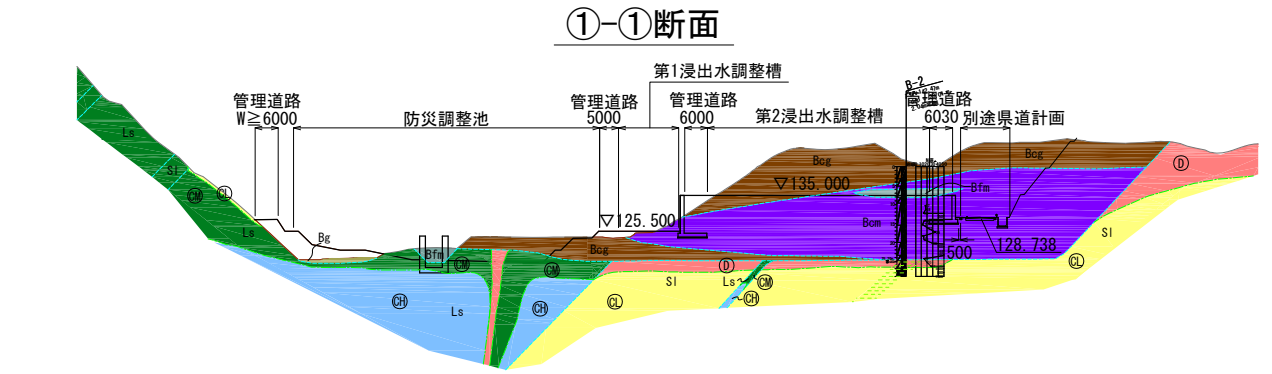 ①-①断面
第1浸出水調整槽
B-2
管理道路
W≧6000
防災調整池
管理道路
5000
管理道路
6000
第2浸出水調整槽
管理道路
6030
別途県道計画
Ls
Sl
CM
CL
Ls
Bg
Bfm
CM
CM
CH
Ls
CH
▽125.500
Bcg
Bcg
▽135.000
Bcm
Bfm
Bcg
D
500
128.738
D
Sl
CL
Sl
Ls
CM
CH
CL